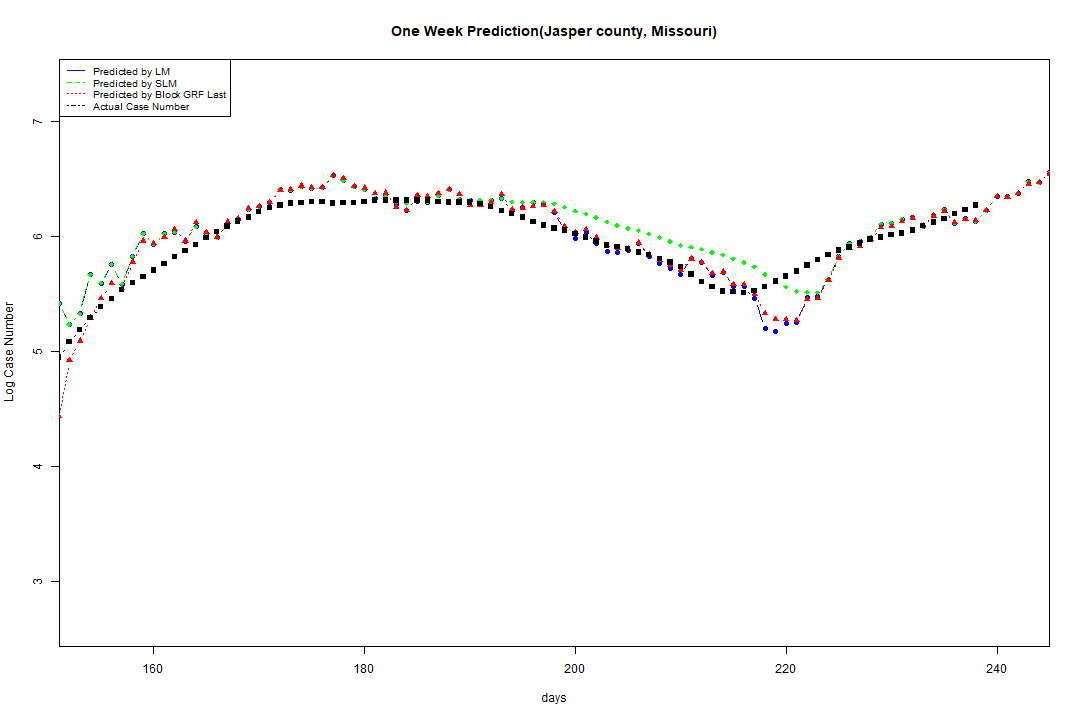 One Week Prediction(Jasper county, Missouri)
Predicted by LM
Predicted by SLM
Predicted by Block GRF Last
Actual Case Number
7
6
5
4
3
Log Case Number
160 180 200 220 240
days